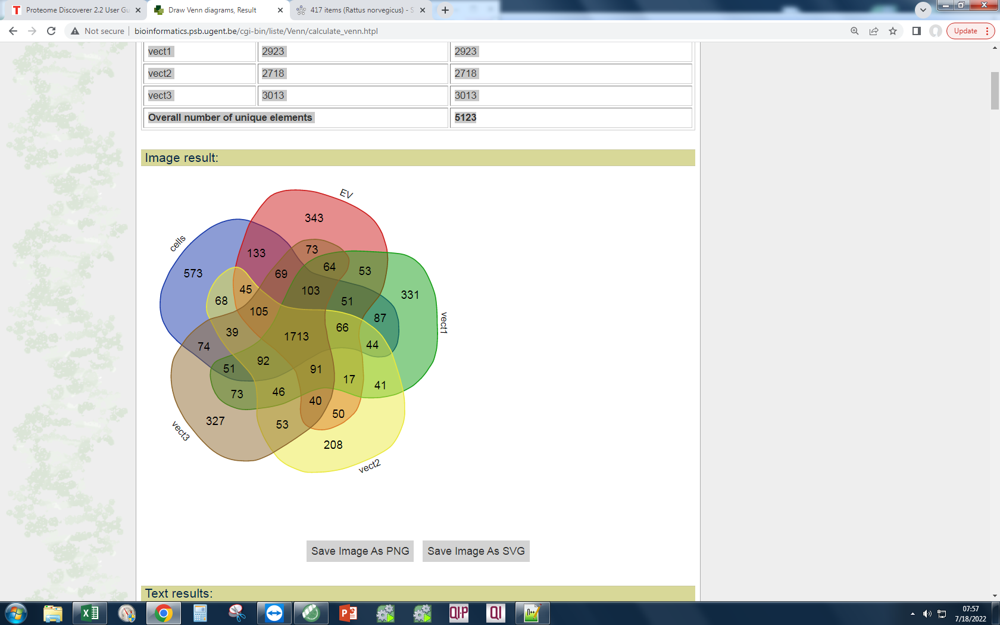 Proteome Discoverer 2.2 User Gu
Draw Venn diagrams, Result
417 items (Rattus norvegicus) - S
Not secure
bioinformatics.psb.ugent.be/cgi-bin/liste/Venn/calculate_venn.htpl
Update
vect1 2923 2923
vect2 2718 2718
vect3 3013 3013
Overall number of unique elements 5123
Image result:
EV
343
cells
133
73
64
53
573
69
45
103
331
68
51
105
87
vect1
39
66
1713
44
74
92
51
91
17
41
73
46
40
50
327
53
vect3
208
vect2
Save Image As PNG
Save Image As SVG
Text results:
QI-P
QI
07:57
7/18/2022